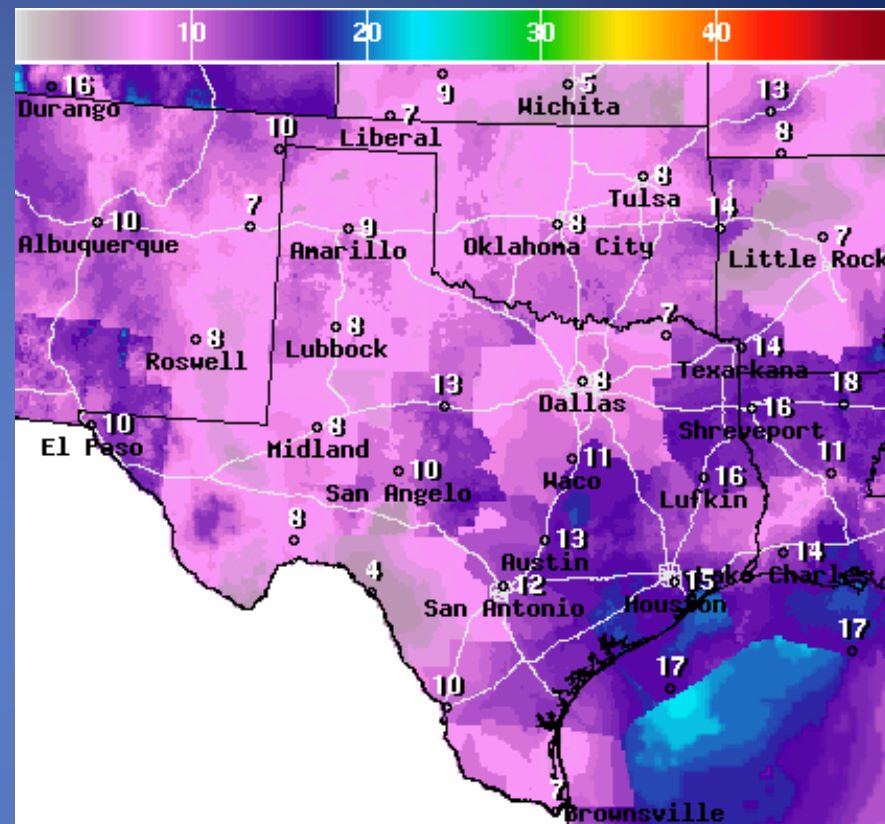 10 20 30 40
16 9 5 13
Durango Wichita
7 8
Liberal
10
8
Tulsa
10 7 9 8 14 7
Albuquerque Amarillo Oklahoma City Little Rock
8 8 7
Roswell Lubbock 14
Texarkana
13 8 18
Dallas 16
10 8 Shreveport
El Paso Midland
10 11 16 11
San Angelo Waco Lufkin
8 13 14
Austin
4 12 15 Lake Charles
San Antonio Houston
17
10 17
7
Brownsville